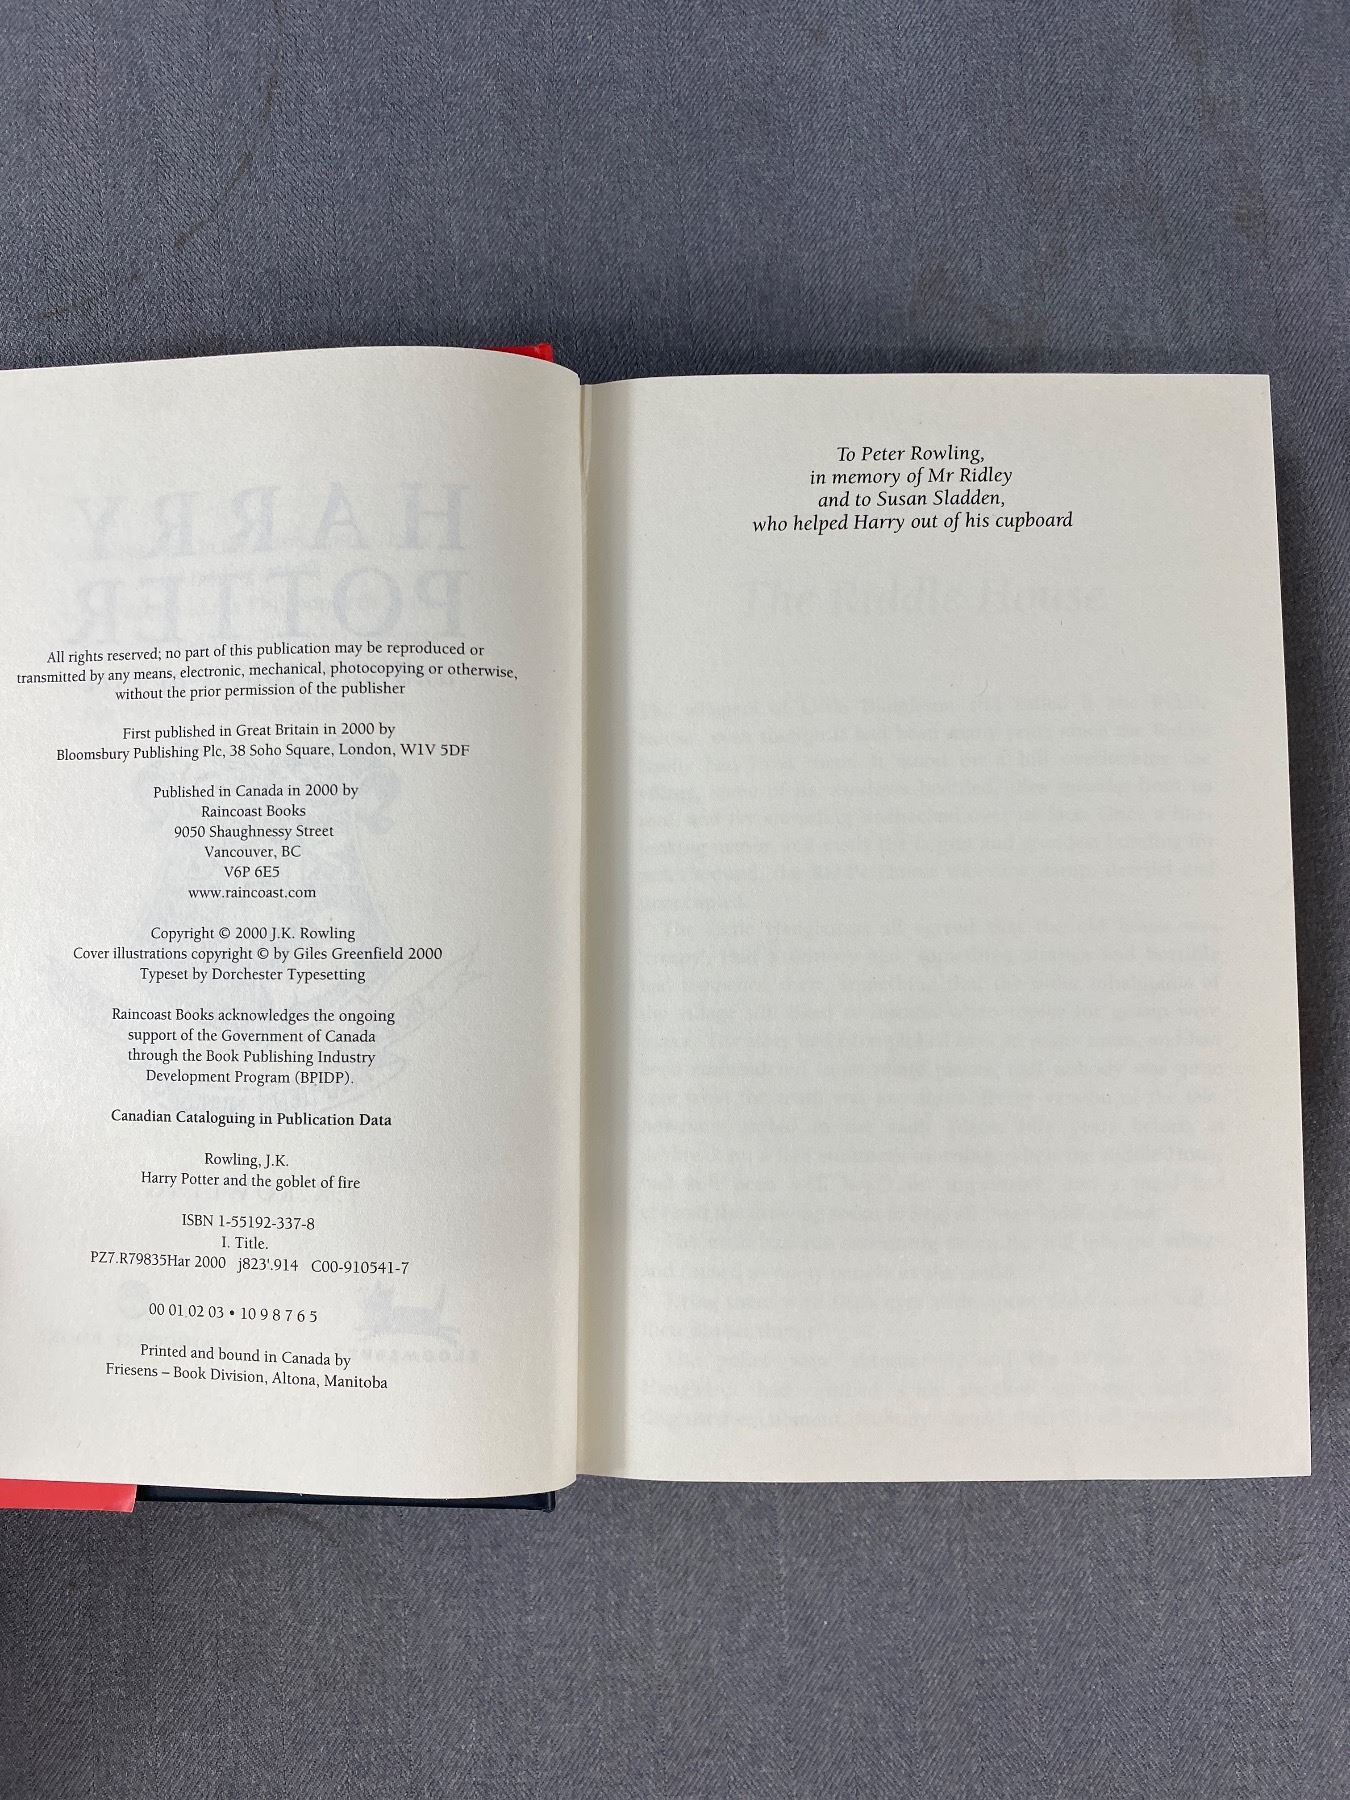 All rights reserved; no part of this publication may be reproduced or
transmitted by any means, electronic, mechanical, photocopying or otherwise,
without the prior permission of the publisher
First published in Great Britain in 2000 by
Bloomsbury Publishing Plc, 38 Soho Square, London, W1V 5DF
Published in Canada in 2000 by
Raincoast Books
9050 Shaughnessy Street
Vancouver, BC
V6P 6E5
www.raincoast.com
Copyright © 2000 J.K. Rowling
Cover illustrations copyright © by Giles Greenfield 2000
Typeset by Dorchester Typesetting
Raincoast Books acknowledges the ongoing
support of the Government of Canada
through the Book Publishing Industry
Development Program (BPIDP).
Canadian Cataloguing in Publication Data
Rowling, J.K.
Harry Potter and the goblet of fire
ISBN 1-55192-337-8
I. Title.
PZ7.R79835Har 2000 j823'.914 C00-910541-7
00 01 02 03 • 10 9 8 7 6 5
Printed and bound in Canada by
Friesens – Book Division, Altona, Manitoba
To Peter Rowling,
in memory of Mr Ridley
and to Susan Sladden,
who helped Harry out of his cupboard
The Riddle House
HARRY
POTTER